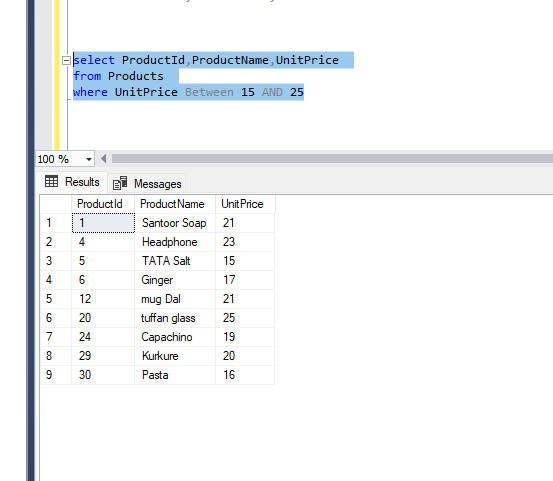 select ProductId,ProductName,UnitPrice
from Products
where UnitPrice Between 15 AND 25
100 %
Results Messages
ProductId ProductName UnitPrice
1 1 Santoor Soap 21
2 4 Headphone 23
3 5 TATA Salt 15
4 6 Ginger 17
5 12 mug Dal 21
6 20 tuffan glass 25
7 24 Capachino 19
8 29 Kurkure 20
9 30 Pasta 16